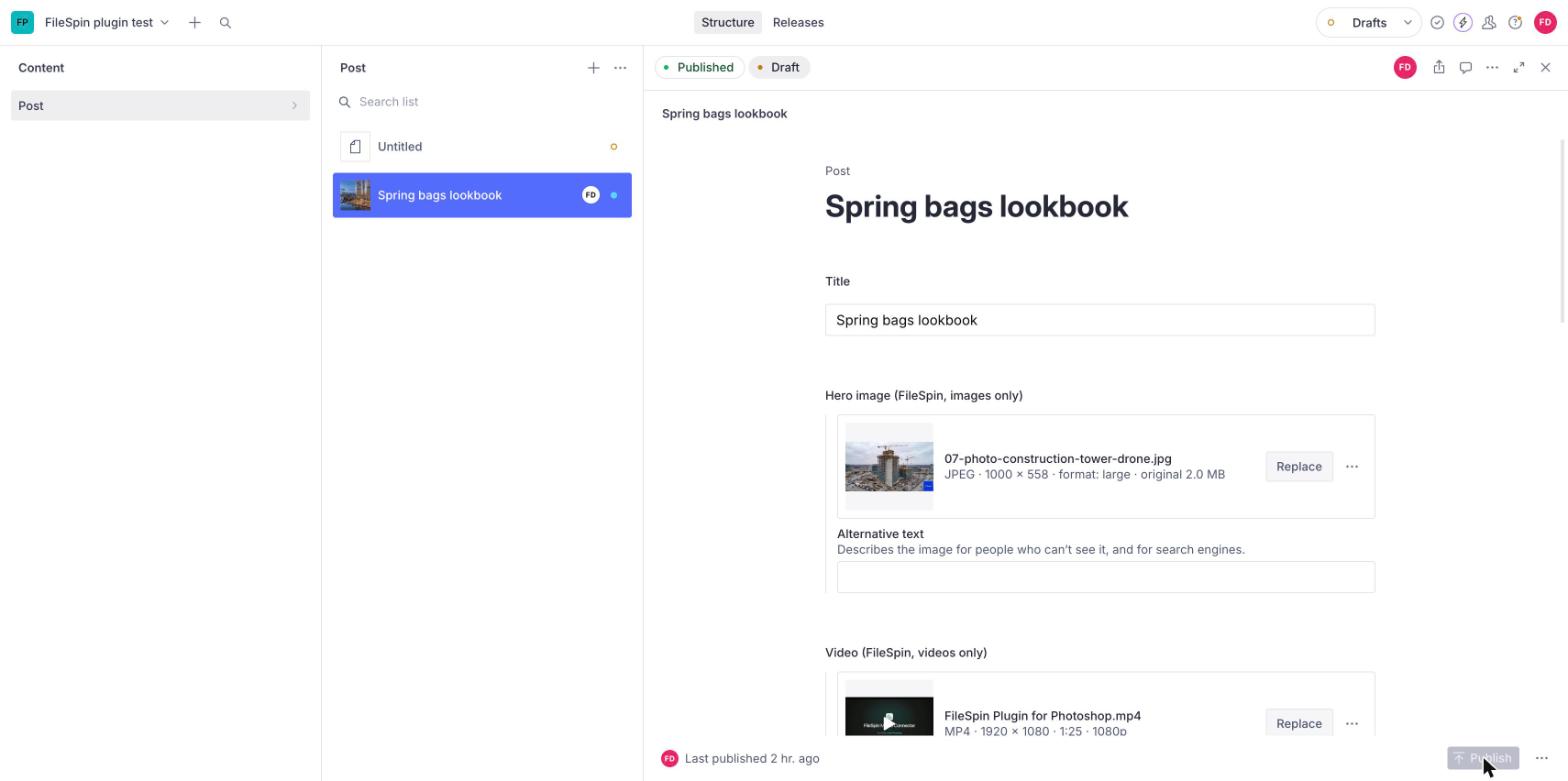 FP FileSpin plugin test
Structure Releases
Drafts
FD
Content
Post
Post
Search list
Untitled
Spring bags lookbook FD
Published Draft
FD
Spring bags lookbook
Post
Spring bags lookbook
Title
Spring bags lookbook
Hero image (FileSpin, images only)
07-photo-construction-tower-drone.jpg
JPEG · 1000 × 558 · format: large · original 2.0 MB
Replace
Alternative text
Describes the image for people who can't see it, and for search engines.
Video (FileSpin, videos only)
FileSpin Plugin for Photoshop.mp4
MP4 · 1920 × 1080 · 1:25 · 1080p
Replace
FD Last published 2 hr. ago
Publish